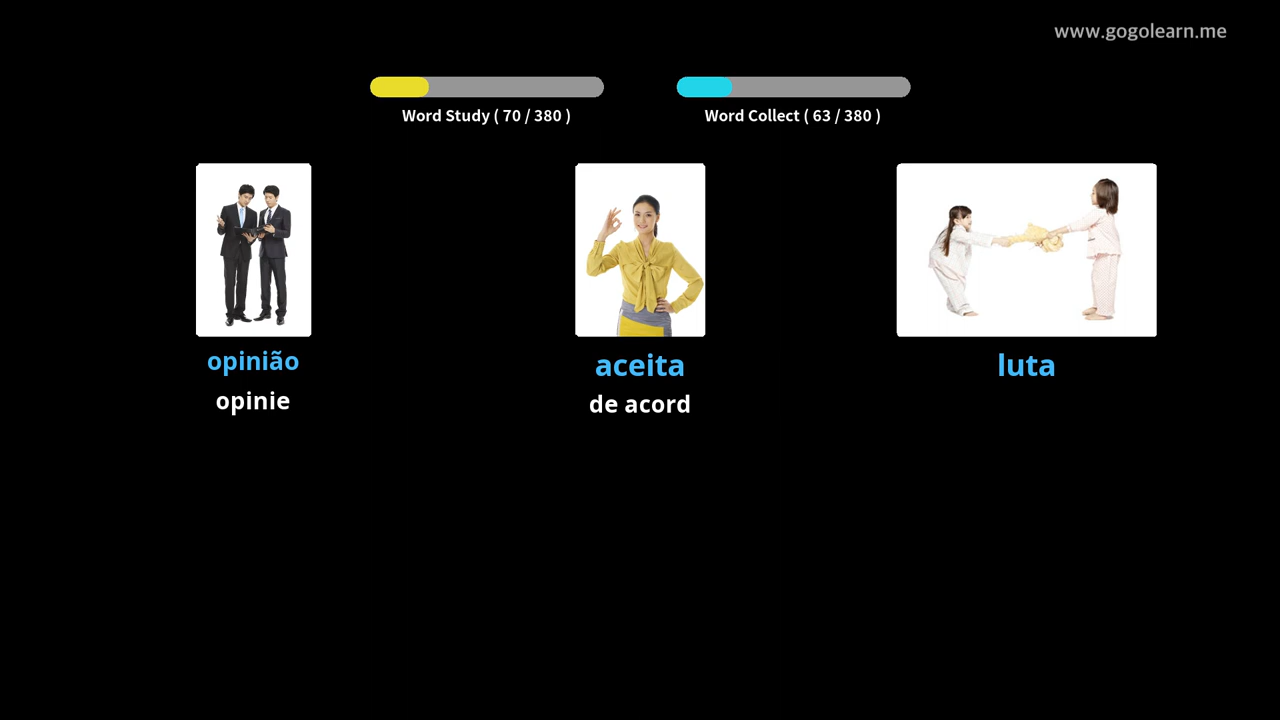 www.gogolearn.me
Word Study ( 70 / 380 )
Word Collect ( 63 / 380 )
opinião
opinie
aceita
de acord
luta